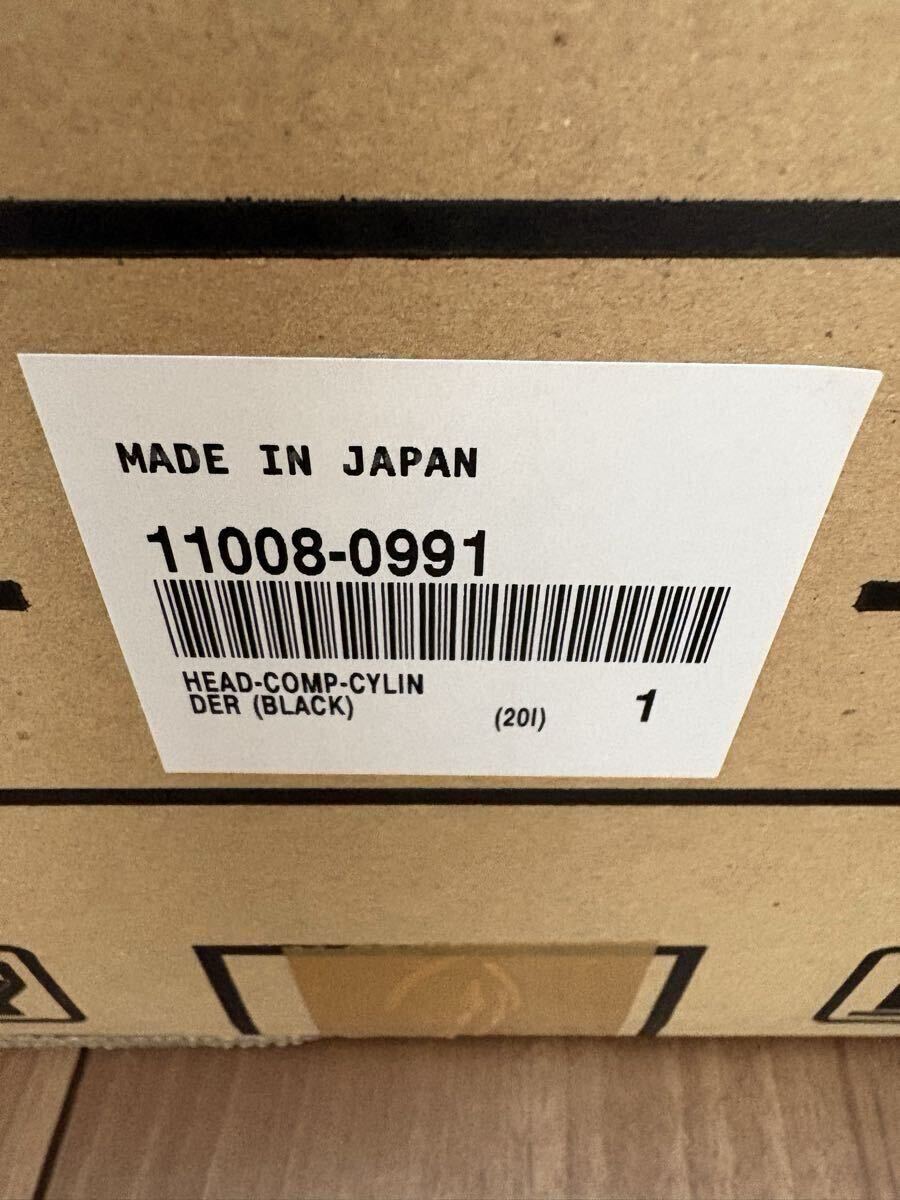 MADE IN JAPAN
11008-0991
HEAD-COMP-CYLIN
DER (BLACK)
(20I) 1